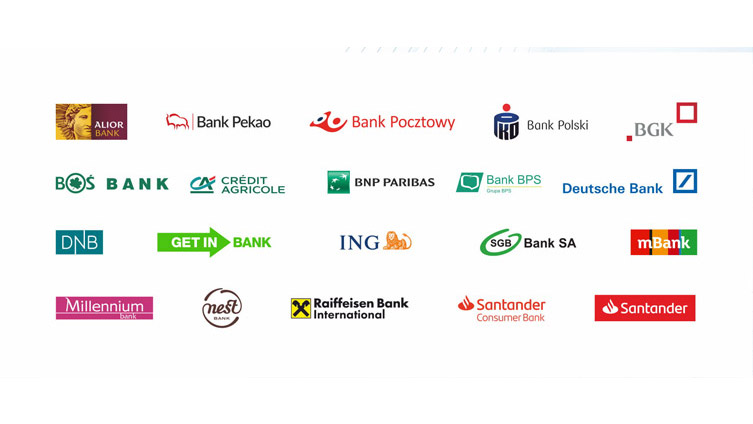 ALIOR
BANK
Bank Pekao
Bank Pocztowy
PKO
Bank Polski
BGK
BOŚ BANK
CA
CRÉDIT
AGRICOLE
BNP PARIBAS
Bank BPS
Grupa BPS
Deutsche Bank
DNB
GET IN BANK
ING
SGB
Bank SA
mBank
Millennium
bank
nest
BANK
Raiffeisen Bank
International
Santander
Consumer Bank
Santander